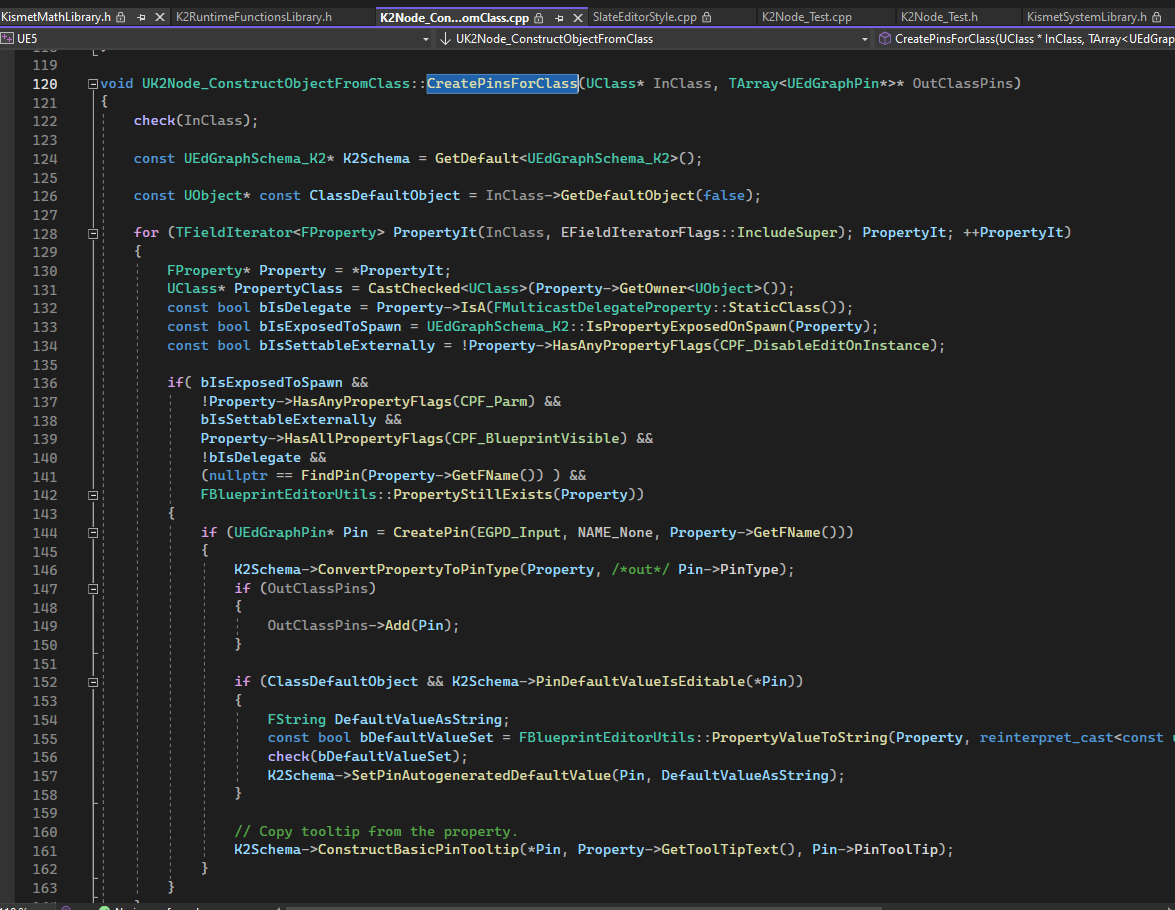 KismetMathLibrary.h K2RuntimeFunctionsLibrary.h K2Node_Con...omClass.cpp SlateEditorStyle.cpp K2Node_Test.cpp K2Node_Test.h KismetSystemLibrary.h
UE5 UK2Node_ConstructObjectFromClass CreatePinsForClass(UClass * InClass, TArray<UEdGrap
119
120 void UK2Node_ConstructObjectFromClass::CreatePinsForClass(UClass* InClass, TArray<UEdGraphPin*>* OutClassPins)
121 {
122 check(InClass);
123
124 const UEdGraphSchema_K2* K2Schema = GetDefault<UEdGraphSchema_K2>();
125
126 const UObject* const ClassDefaultObject = InClass->GetDefaultObject(false);
127
128 for (TFieldIterator<FProperty> PropertyIt(InClass, EFieldIteratorFlags::IncludeSuper); PropertyIt; ++PropertyIt)
129 {
130 FProperty* Property = *PropertyIt;
131 UClass* PropertyClass = CastChecked<UClass>(Property->GetOwner<UObject>());
132 const bool bIsDelegate = Property->IsA(FMulticastDelegateProperty::StaticClass());
133 const bool bIsExposedToSpawn = UEdGraphSchema_K2::IsPropertyExposedOnSpawn(Property);
134 const bool bIsSettableExternally = !Property->HasAnyPropertyFlags(CPF_DisableEditOnInstance);
135
136 if( bIsExposedToSpawn &&
137 !Property->HasAnyPropertyFlags(CPF_Parm) &&
138 bIsSettableExternally &&
139 Property->HasAllPropertyFlags(CPF_BlueprintVisible) &&
140 !bIsDelegate &&
141 (nullptr == FindPin(Property->GetFName()) ) &&
142 FBlueprintEditorUtils::PropertyStillExists(Property))
143 {
144 if (UEdGraphPin* Pin = CreatePin(EGPD_Input, NAME_None, Property->GetFName()))
145 {
146 K2Schema->ConvertPropertyToPinType(Property, /*out*/ Pin->PinType);
147 if (OutClassPins)
148 {
149 OutClassPins->Add(Pin);
150 }
151
152 if (ClassDefaultObject && K2Schema->PinDefaultValueIsEditable(*Pin))
153 {
154 FString DefaultValueAsString;
155 const bool bDefaultValueSet = FBlueprintEditorUtils::PropertyValueToString(Property, reinterpret_cast<const
156 check(bDefaultValueSet);
157 K2Schema->SetPinAutogeneratedDefaultValue(Pin, DefaultValueAsString);
158 }
159
160 // Copy tooltip from the property.
161 K2Schema->ConstructBasicPinTooltip(*Pin, Property->GetToolTipText(), Pin->PinToolTip);
162 }
163 }